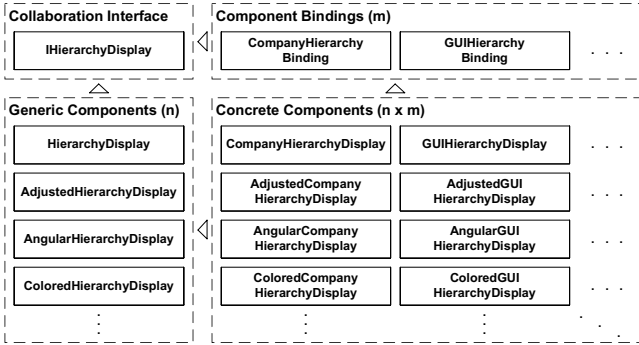 Collaboration Interface
IHierarchyDisplay
Component Bindings (m)
CompanyHierarchy
Binding
GUIHierarchy
Binding
. . .
Generic Components (n)
HierarchyDisplay
AdjustedHierarchyDisplay
AngularHierarchyDisplay
ColoredHierarchyDisplay
Concrete Components (n x m)
CompanyHierarchyDisplay
GUIHierarchyDisplay
. . .
AdjustedCompany
HierarchyDisplay
AdjustedGUI
HierarchyDisplay
. . .
AngularCompany
HierarchyDisplay
AngularGUI
HierarchyDisplay
. . .
ColoredCompany
HierarchyDisplay
ColoredGUI
HierarchyDisplay
. . .